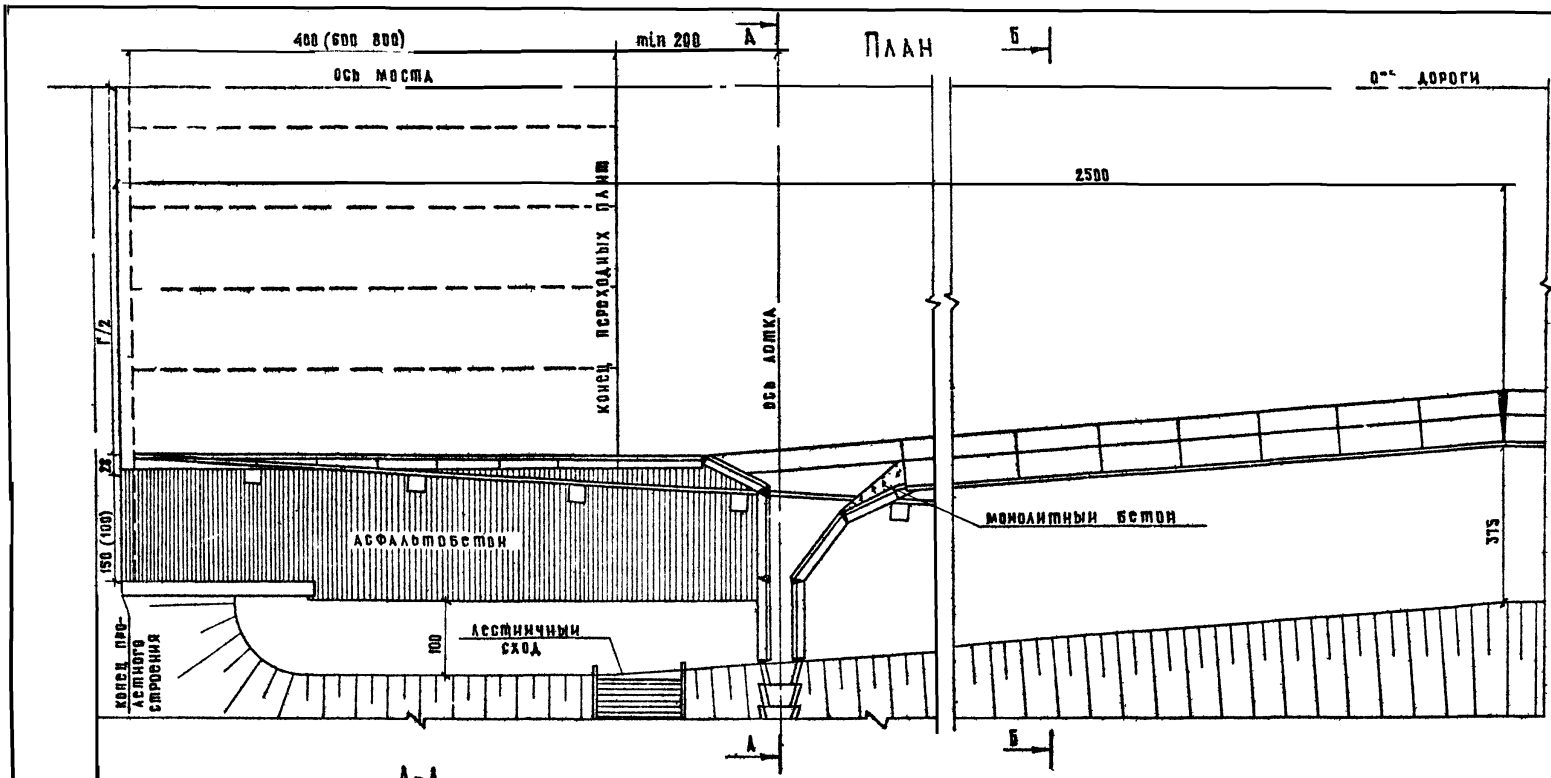 400 (600 800)
min 200
А
План
Б
ось моста
дороги
2500
Г/2
конец переходных плит
ось лотка
28
150 (100)
асфальтобетон
монолитный бетон
375
100
лестничный
сход
конец про-
летного
строения
А
Б
А-А